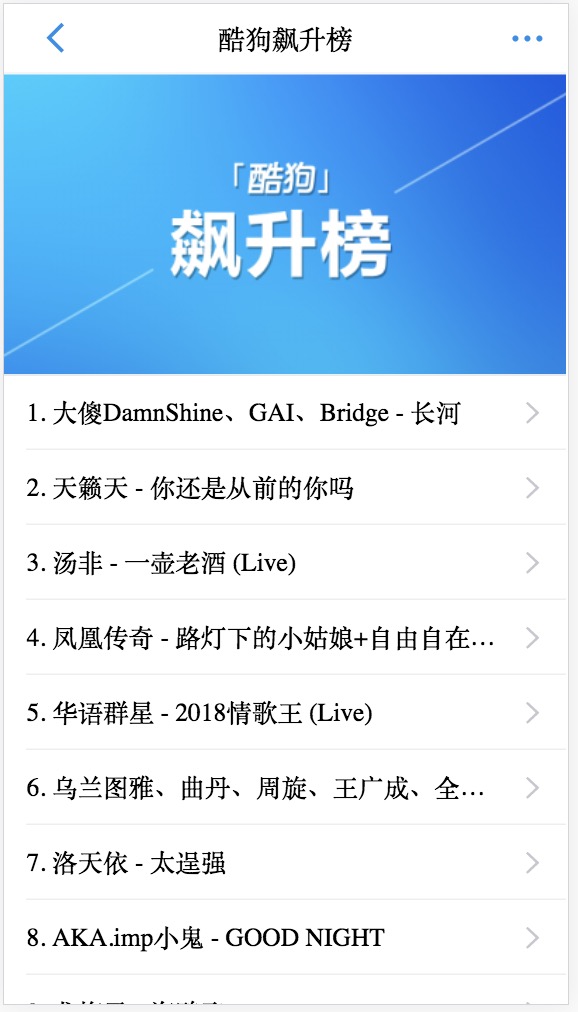 酷狗飙升榜
「酷狗」
飙升榜
1. 大傻DamnShine、GAI、Bridge - 长河
2. 天籁天 - 你还是从前的你吗
3. 汤非 - 一壶老酒 (Live)
4. 凤凰传奇 - 路灯下的小姑娘+自由自在…
5. 华语群星 - 2018情歌王 (Live)
6. 乌兰图雅、曲丹、周旋、王广成、全…
7. 洛天依 - 太逞强
8. AKA.imp小鬼 - GOOD NIGHT